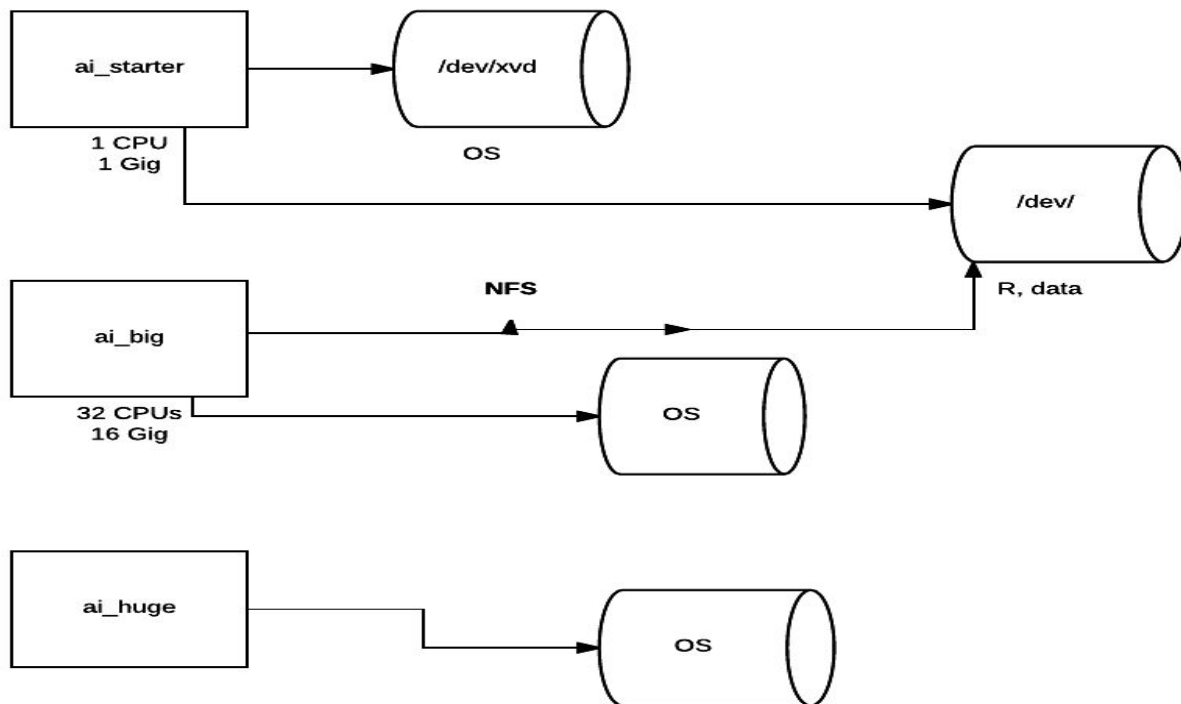 ai_starter
/dev/xvd
1 CPU
1 Gig
OS
/dev/
R, data
NFS
ai_big
32 CPUs
16 Gig
OS
ai_huge
OS